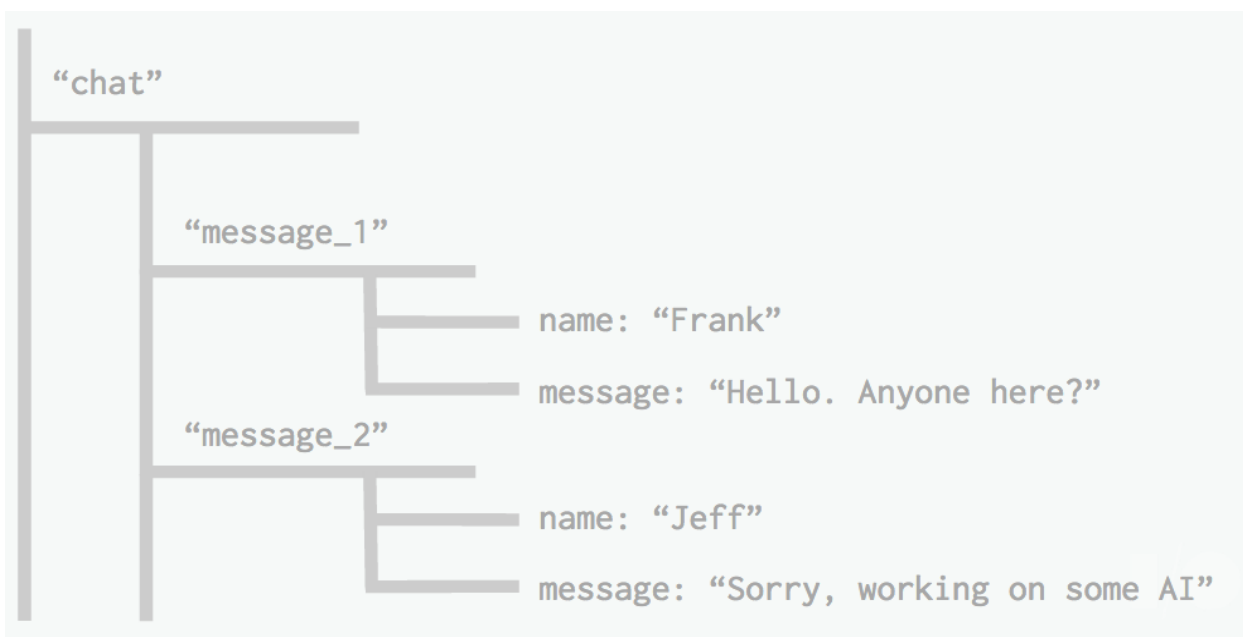 “chat”
“message_1”
name: “Frank”
message: “Hello. Anyone here?”
“message_2”
name: “Jeff”
message: “Sorry, working on some AI”